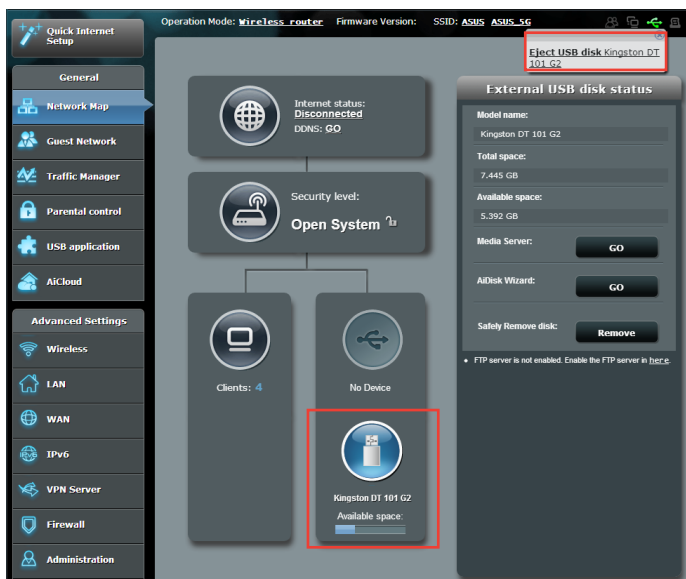 Operation Mode: Wireless router Firmware Version: SSID: ASUS ASUS_5G
Quick Internet
Setup
General
Network Map
Guest Network
Traffic Manager
Parental control
USB application
AiCloud
Advanced Settings
Wireless
LAN
WAN
IPv6
IPv6
VPN Server
Firewall
Administration
Internet status:
Disconnected
DDNS: GO
Security level:
Open System
Clients: 4
No Device
Kingston DT 101 G2
Available space:
Eject USB disk Kingston DT
101 G2
External USB disk status
Model name:
Kingston DT 101 G2
Total space:
7.445 GB
Available space:
5.392 GB
Media Server: GO
AiDisk Wizard: GO
Safely Remove disk: Remove
• FTP server is not enabled. Enable the FTP server in here.